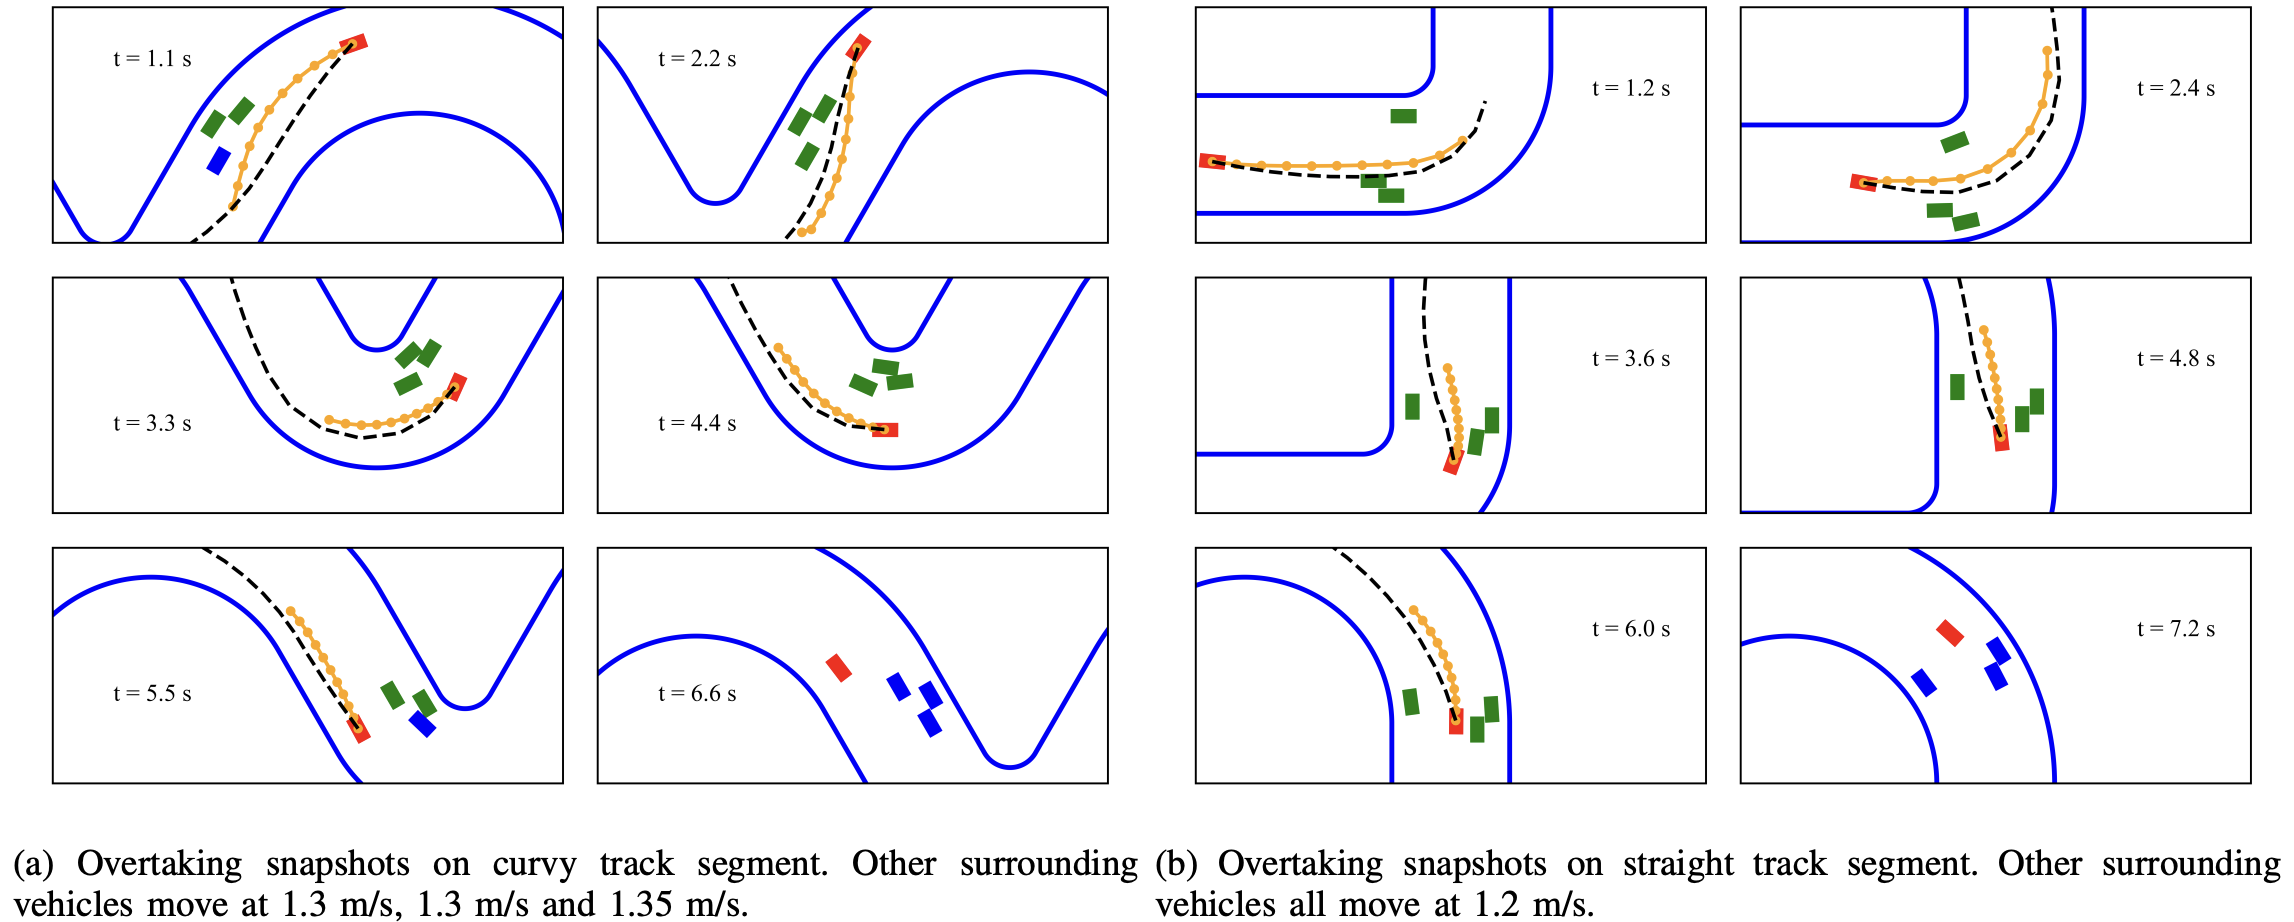 t = 1.1 s
t = 2.2 s
t = 3.3 s
t = 4.4 s
t = 5.5 s
t = 6.6 s
(a) Overtaking snapshots on curvy track segment. Other surrounding
vehicles move at 1.3 m/s, 1.3 m/s and 1.35 m/s.
t = 1.2 s
t = 2.4 s
t = 3.6 s
t = 4.8 s
t = 6.0 s
t = 7.2 s
(b) Overtaking snapshots on straight track segment. Other surrounding
vehicles all move at 1.2 m/s.